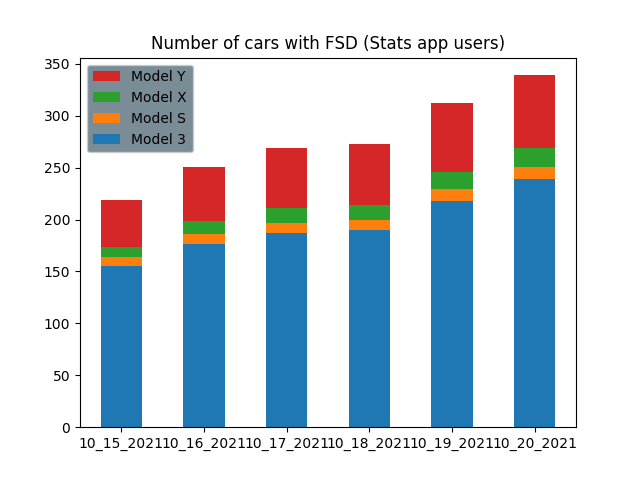 Number of cars with FSD (Stats app users)
350
300
250
200
150
100
50
0
Model Y
Model X
Model S
Model 3
10_15_2021 10_16_2021 10_17_2021 10_18_2021 10_19_2021 10_20_2021